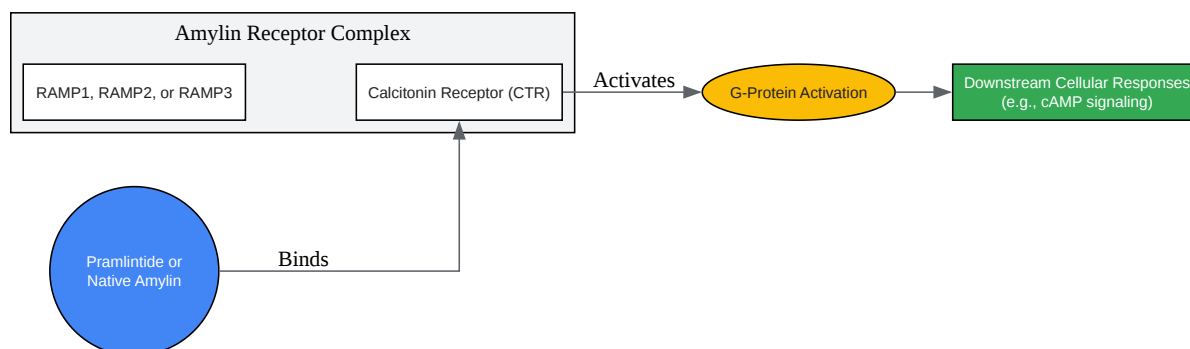 Amylin Receptor Complex
RAMP1, RAMP2, or RAMP3
Calcitonin Receptor (CTR)
Activates
G-Protein Activation
Downstream Cellular Responses
(e.g., cAMP signaling)
Pramlintide or
Native Amylin
Binds